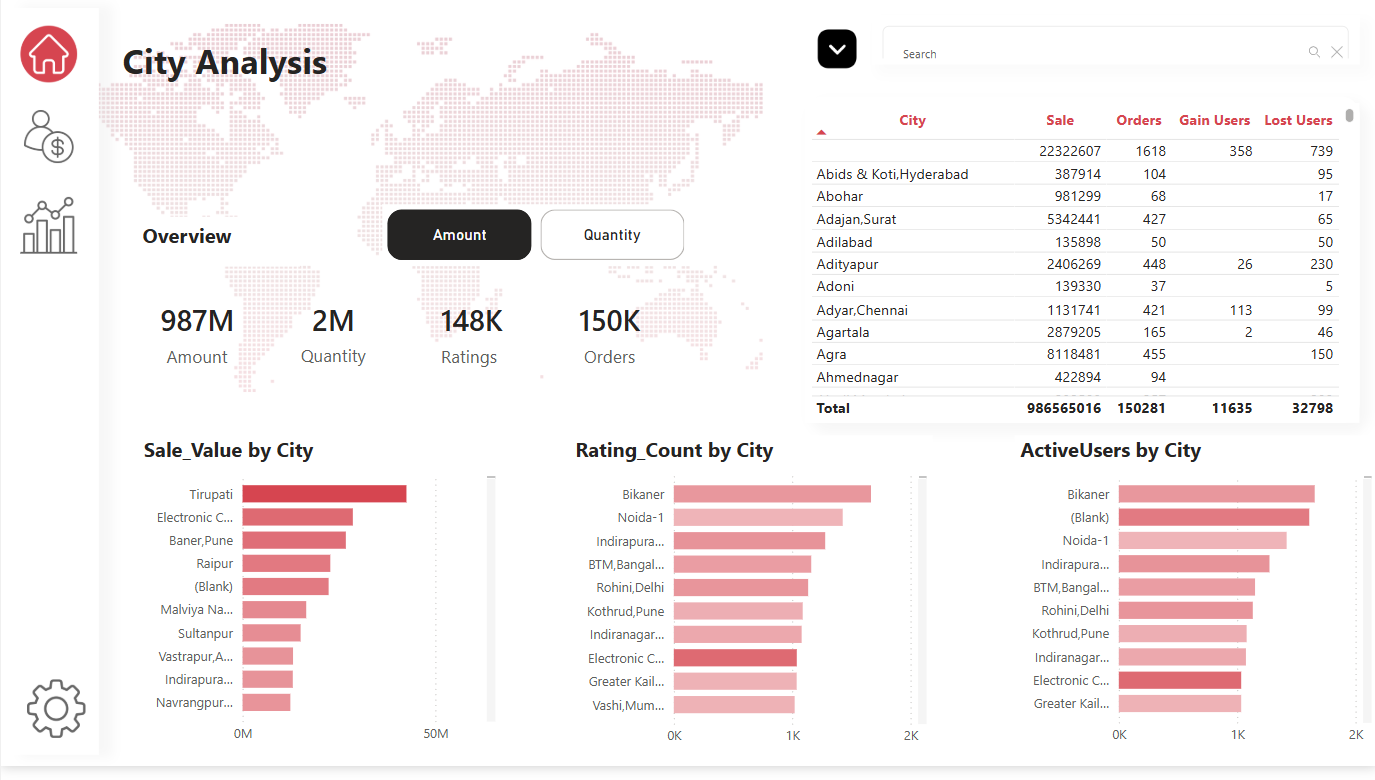 City Analysis
Search
City Sale Orders Gain Users Lost Users
22322607 1618 358 739
Abids & Koti,Hyderabad 387914 104 95
Abohar 981299 68 17
Adajan,Surat 5342441 427 65
Adilabad 135898 50 50
Adityapur 2406269 448 26 230
Adoni 139330 37 5
Adyar,Chennai 1131741 421 113 99
Agartala 2879205 165 2 46
Agra 8118481 455 150
Ahmednagar 422894 94
Total 986565016 150281 11635 32798
Overview
Amount Quantity
987M 2M 148K 150K
Amount Quantity Ratings Orders
Sale_Value by City
Tirupati
Electronic C...
Baner,Pune
Raipur
(Blank)
Malviya Na...
Sultanpur
Vastrapur,A...
Indirapura...
Navrangpur...
0M 50M
Rating_Count by City
Bikaner
Noida-1
Indirapura...
BTM,Bangal...
Rohini,Delhi
Kothrud,Pune
Indiranagar...
Electronic C...
Greater Kail...
Vashi,Mum...
0K 1K 2K
ActiveUsers by City
Bikaner
(Blank)
Noida-1
Indirapura...
BTM,Bangal...
Rohini,Delhi
Kothrud,Pune
Indiranagar...
Electronic C...
Greater Kail...
0K 1K 2K